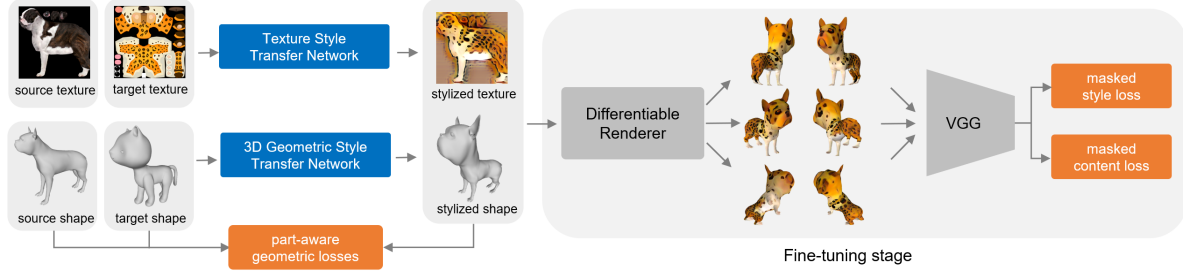 source texture
target texture
Texture Style
Transfer Network
stylized texture
source shape
target shape
3D Geometric Style
Transfer Network
stylized shape
part-aware
geometric losses
Differentiable
Renderer
VGG
masked
style loss
masked
content loss
Fine-tuning stage